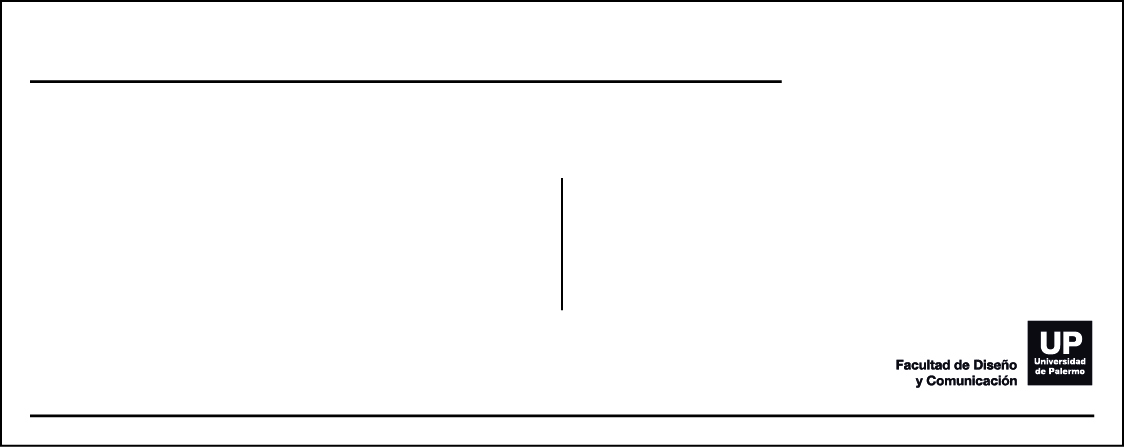 Facultad de Diseño
y Comunicación
UP
Universidad
de Palermo